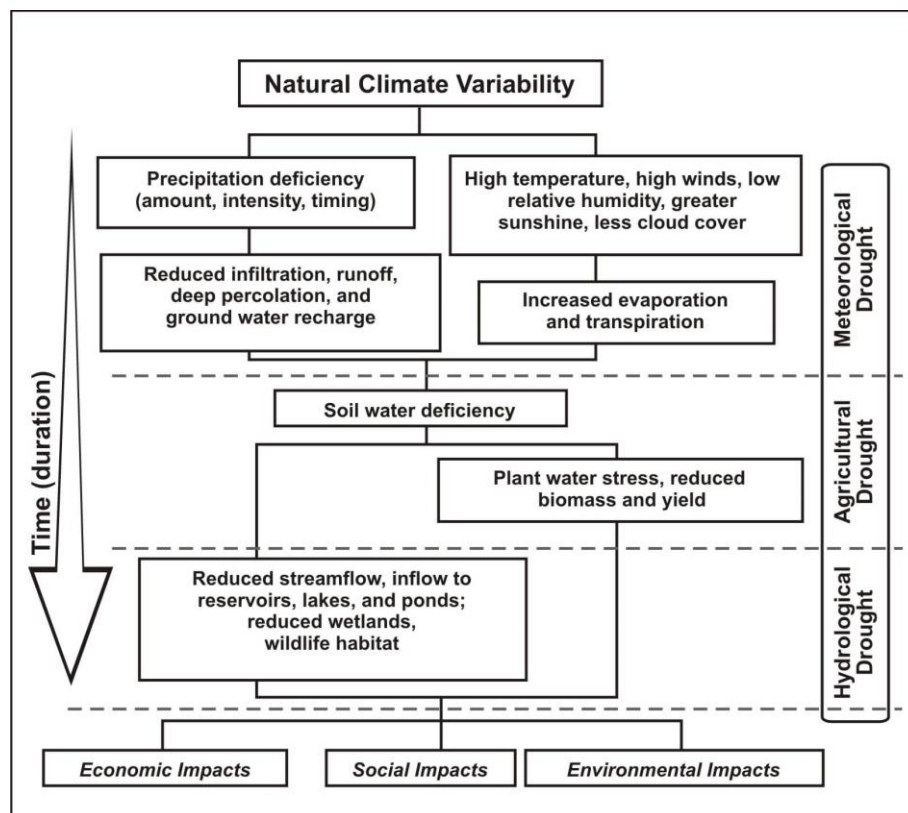 Natural Climate Variability
Precipitation deficiency
(amount, intensity, timing)
High temperature, high winds, low
relative humidity, greater
sunshine, less cloud cover
Reduced infiltration, runoff,
deep percolation, and
ground water recharge
Increased evaporation
and transpiration
Meteorological
Drought
Time (duration)
Soil water deficiency
Plant water stress, reduced
biomass and yield
Agricultural
Drought
Reduced streamflow, inflow to
reservoirs, lakes, and ponds;
reduced wetlands,
wildlife habitat
Hydrological
Drought
Economic Impacts
Social Impacts
Environmental Impacts